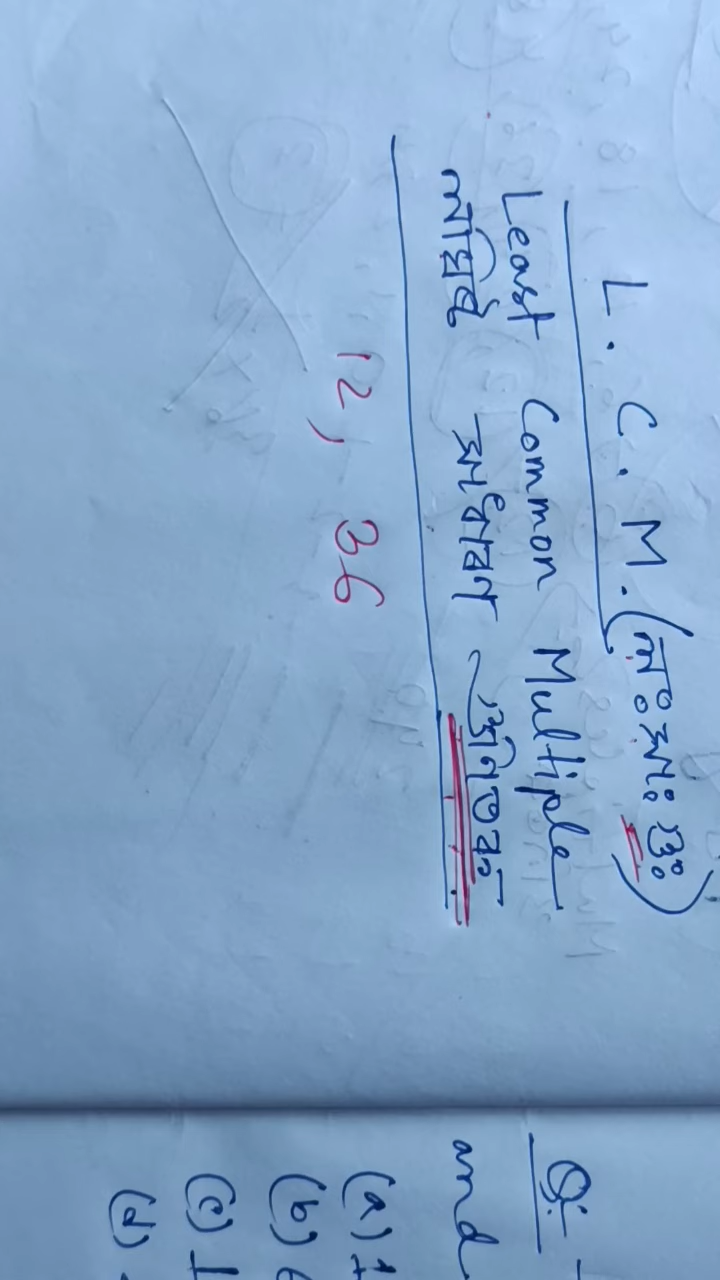 L. C. M. (ল: সা: গু:)
Least Common Multiple
লঘিষ্ঠ সাধারণ গুণিতক
12, 36
Q:-
and
(a)
(b)
(c)
(d)